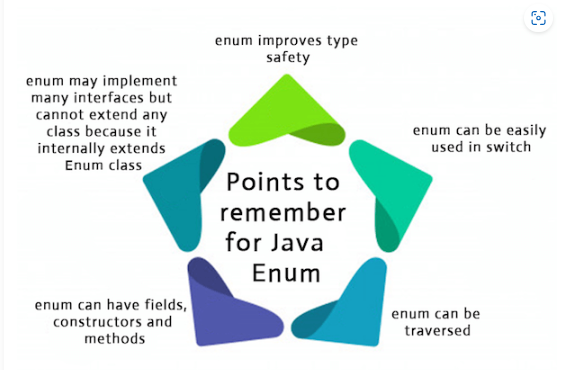 enum improves type
safety
enum may implement
many interfaces but
cannot extend any
class because it
internally extends
Enum class
enum can be easily
used in switch
Points to
remember
for Java
Enum
enum can have fields,
constructors and
methods
enum can be
traversed